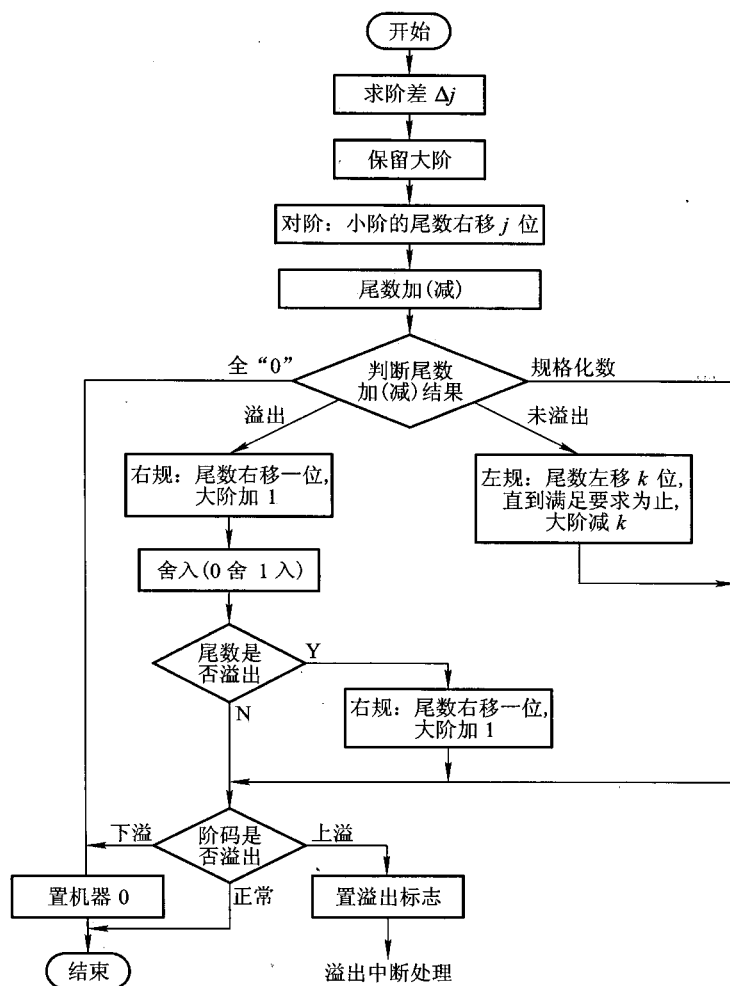 开始
求阶差 Δj
保留大阶
对阶：小阶的尾数右移 j 位
尾数加(减)
全“0”
判断尾数
加(减)结果
规格化数
溢出
未溢出
右规：尾数右移一位，
大阶加 1
左规：尾数左移 k 位，
直到满足要求为止，
大阶减 k
舍入(0 舍 1 入)
尾数是
否溢出
Y
N
右规：尾数右移一位，
大阶加 1
下溢
阶码是
否溢出
上溢
置机器 0
正常
置溢出标志
结束
溢出中断处理